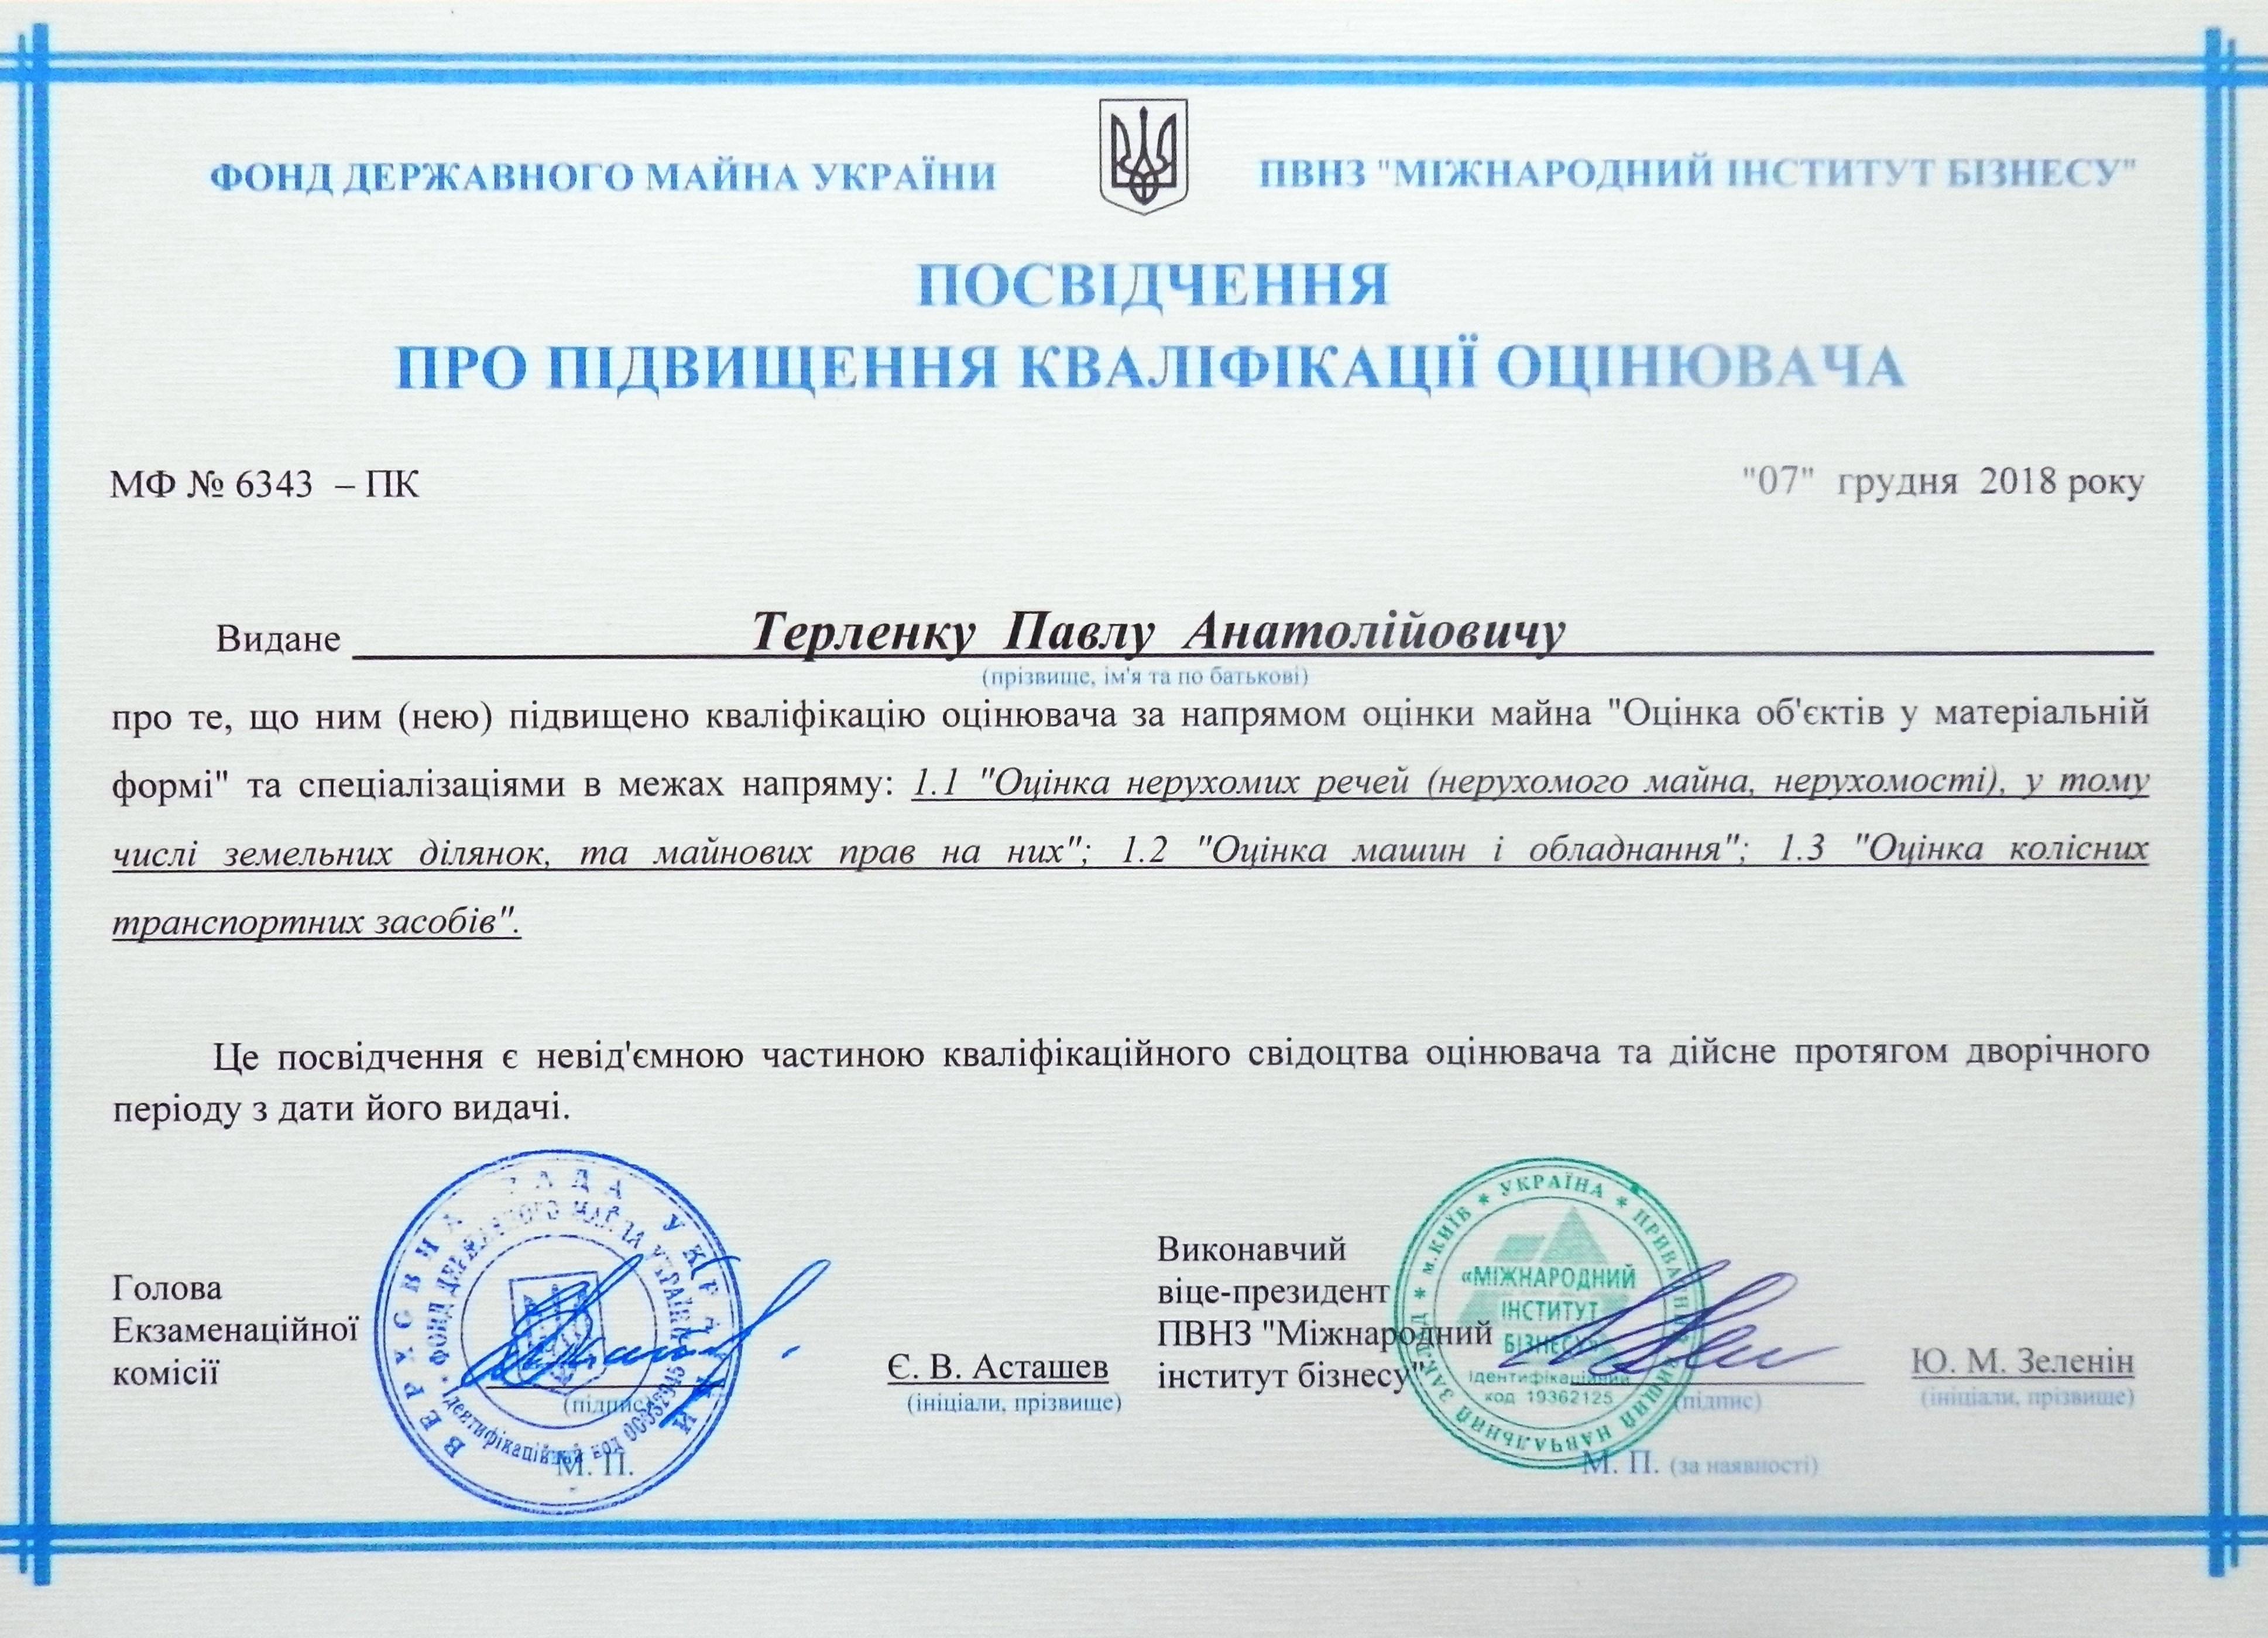 ФОНД ДЕРЖАВНОГО МАЙНА УКРАЇНИ
ПВНЗ "МІЖНАРОДНИЙ ІНСТИТУТ БІЗНЕСУ"
ПОСВІДЧЕННЯ
ПРО ПІДВИЩЕННЯ КВАЛІФІКАЦІЇ ОЦІНЮВАЧА
МФ № 6343 – ПК
"07" грудня 2018 року
Видане Терленку Павлу Анатолійовичу
(прізвище, ім'я та по батькові)
про те, що ним (нею) підвищено кваліфікацію оцінювача за напрямом оцінки майна "Оцінка об'єктів у матеріальній
формі" та спеціалізаціями в межах напряму: 1.1 "Оцінка нерухомих речей (нерухомого майна, нерухомості), у тому
числі земельних ділянок, та майнових прав на них"; 1.2 "Оцінка машин і обладнання"; 1.3 "Оцінка колісних
транспортних засобів".
Це посвідчення є невід'ємною частиною кваліфікаційного свідоцтва оцінювача та дійсне протягом дворічного
періоду з дати його видачі.
Голова
Екзаменаційної
комісії
(підпис)
М. П.
Є. В. Асташев
(ініціали, прізвище)
ВЕРХОВНА РАДА УКРАЇНИ
ФОНД ДЕРЖАВНОГО МАЙНА УКРАЇНИ
Ідентифікаційний код 00032945
Виконавчий
віце-президент
ПВНЗ "Міжнародний
інститут бізнесу"
(підпис)
М. П. (за наявності)
Ю. М. Зеленін
(ініціали, прізвище)
* м.КИЇВ * УКРАЇНА * ПРИВАТНИЙ ВИЩИЙ НАВЧАЛЬНИЙ ЗАКЛАД
«МІЖНАРОДНИЙ
ІНСТИТУТ
БІЗНЕСУ»
ідентифікаційний
код 19362125